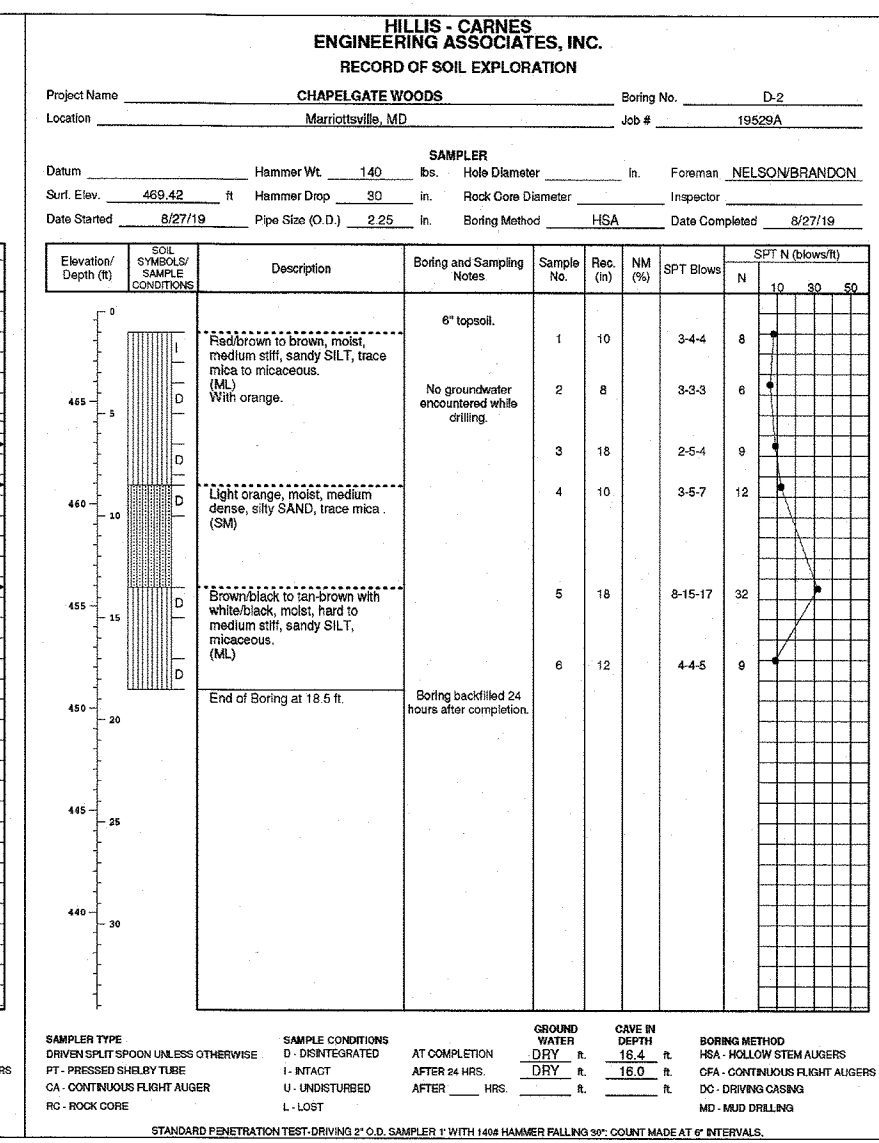 HILLIS - CARNES
ENGINEERING ASSOCIATES, INC.
RECORD OF SOIL EXPLORATION
Project Name CHAPELGATE WOODS Boring No. D-2
Location Marriottsville, MD Job # 19529A
SAMPLER
Datum Hammer Wt. 140 lbs. Hole Diameter in. Foreman NELSON/BRANDON
Surf. Elev. 469.42 ft Hammer Drop 30 in. Rock Core Diameter Inspector
Date Started 8/27/19 Pipe Size (O.D.) 2.25 in. Boring Method HSA Date Completed 8/27/19
Elevation/ Depth (ft) SOIL SYMBOLS/ SAMPLE CONDITIONS Description Boring and Sampling Notes Sample No. Rec. (in) NM (%) SPT Blows SPT N (blows/ft)
N 10 30 50
0
6" topsoil.
I Red/brown to brown, moist, 1 10 3-4-4 8
medium stiff, sandy SILT, trace
mica to micaceous.
(ML) No groundwater 2 8 3-3-3 6
465 D With orange. encountered while
5 drilling.
D 3 18 2-5-4 9
460 D Light orange, moist, medium 4 10 3-5-7 12
10 dense, silty SAND, trace mica .
(SM)
455 D Brown/black to tan-brown with 5 18 8-15-17 32
15 white/black, moist, hard to
medium stiff, sandy SILT,
micaceous.
(ML)
D 6 12 4-4-5 9
End of Boring at 18.5 ft. Boring backfilled 24
450 hours after completion.
20
445
25
440
30
GROUND CAVE IN
SAMPLER TYPE SAMPLE CONDITIONS WATER DEPTH BORING METHOD
DRIVEN SPLIT SPOON UNLESS OTHERWISE D - DISINTEGRATED AT COMPLETION DRY ft. 16.4 ft. HSA - HOLLOW STEM AUGERS
RS PT - PRESSED SHELBY TUBE I - INTACT AFTER 24 HRS. DRY ft. 16.0 ft. CFA - CONTINUOUS FLIGHT AUGERS
CA - CONTINUOUS FLIGHT AUGER U - UNDISTURBED AFTER HRS. ft. ft. DC - DRIVING CASING
RC - ROCK CORE L - LOST MD - MUD DRILLING
STANDARD PENETRATION TEST-DRIVING 2" O.D. SAMPLER 1' WITH 140# HAMMER FALLING 30": COUNT MADE AT 6" INTERVALS.